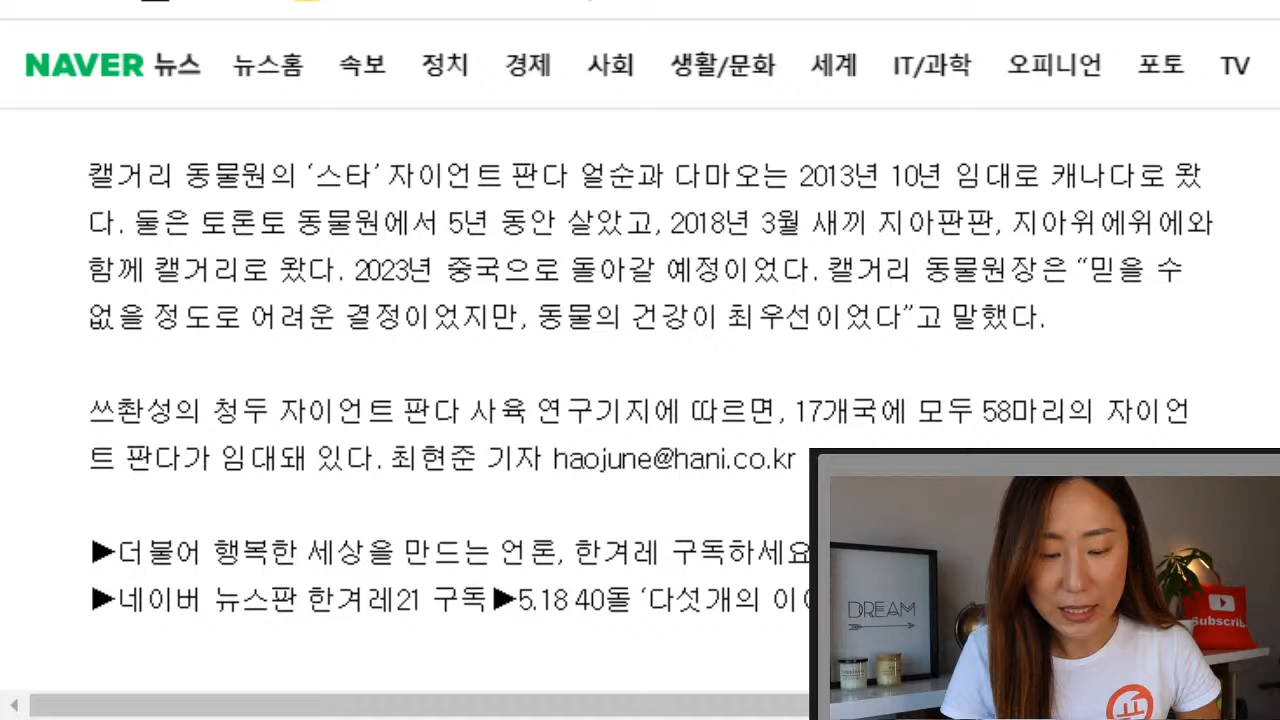 NAVER 뉴스 뉴스홈 속보 정치 경제 사회 생활/문화 세계 IT/과학 오피니언 포토 TV
캘거리 동물원의 ‘스타’ 자이언트 판다 얼순과 다마오는 2013년 10년 임대로 캐나다로 왔
다. 둘은 토론토 동물원에서 5년 동안 살았고, 2018년 3월 새끼 지아판판, 지아위에위에와
함께 캘거리로 왔다. 2023년 중국으로 돌아갈 예정이었다. 캘거리 동물원장은 “믿을 수
없을 정도로 어려운 결정이었지만, 동물의 건강이 최우선이었다”고 말했다.
쓰촨성의 청두 자이언트 판다 사육 연구기지에 따르면, 17개국에 모두 58마리의 자이언
트 판다가 임대돼 있다. 최현준 기자 haojune@hani.co.kr
▶더불어 행복한 세상을 만드는 언론, 한겨레 구독하세요
▶네이버 뉴스판 한겨레21 구독▶5.18 40돌 ‘다섯개의
DREAM
Subscrib